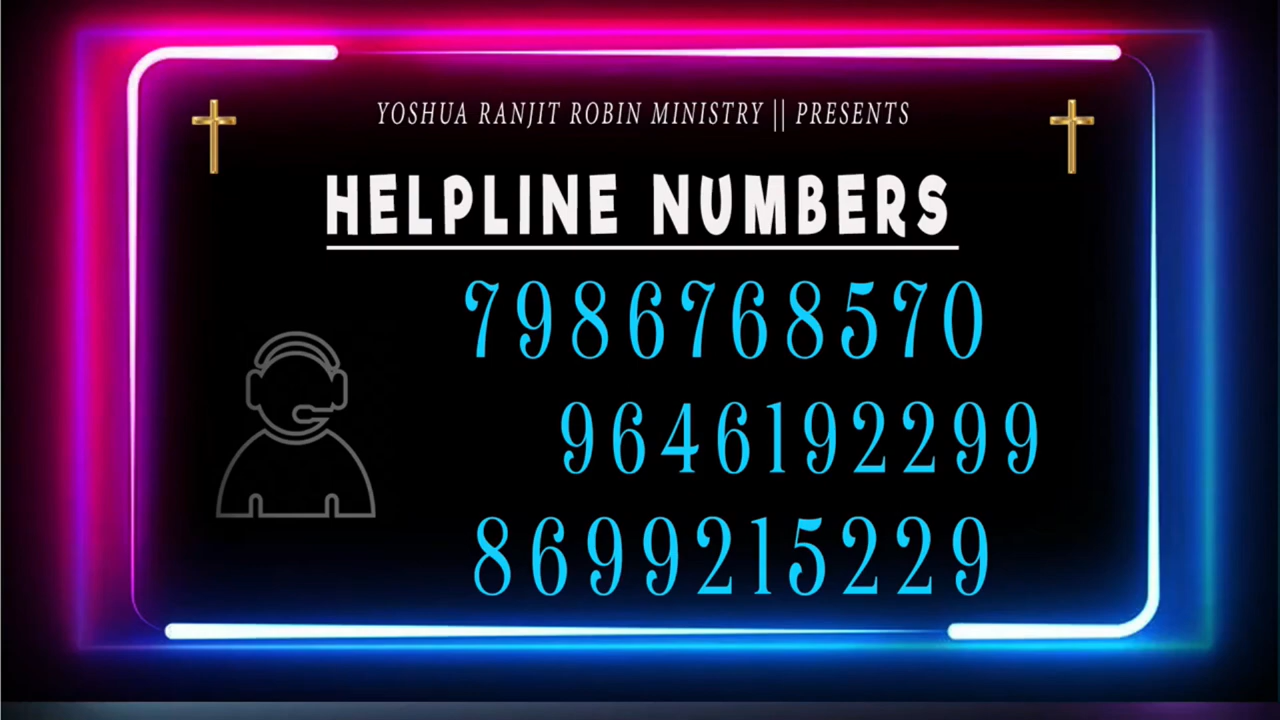 YOSHUA RANJIT ROBIN MINISTRY || PRESENTS
HELPLINE NUMBERS
7986768570
9646192299
8699215229